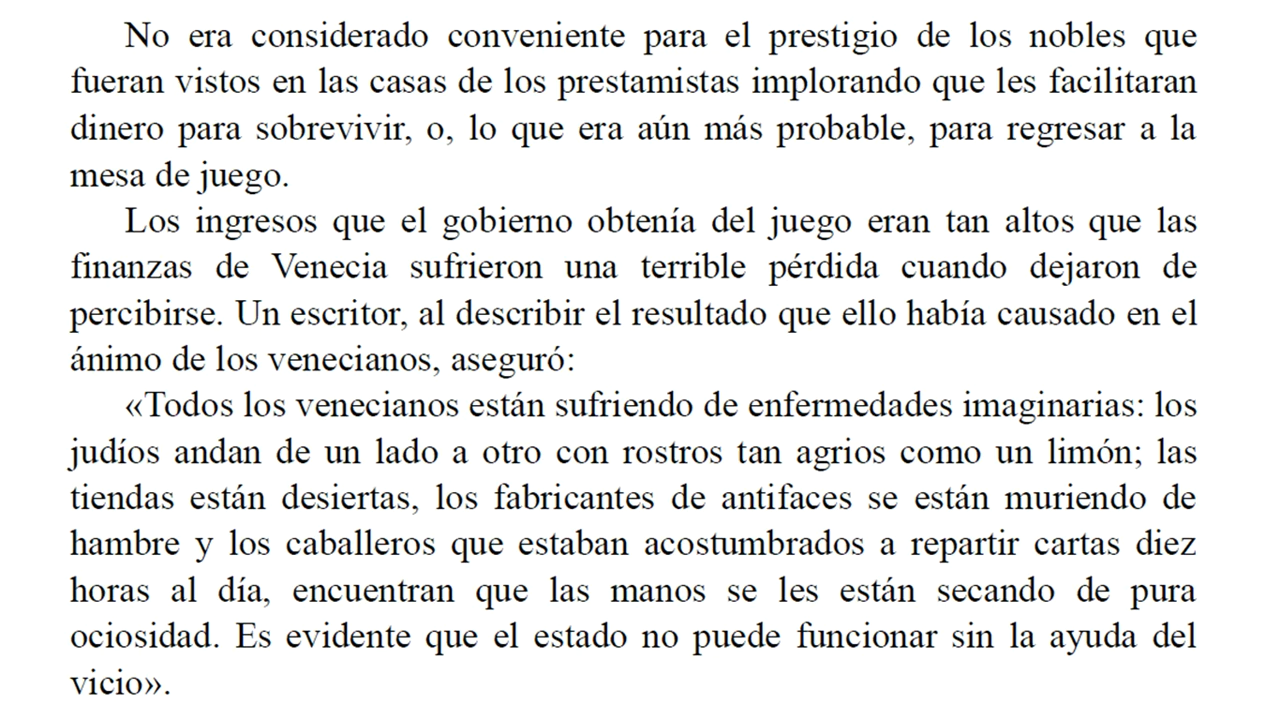 No era considerado conveniente para el prestigio de los nobles que
fueran vistos en las casas de los prestamistas implorando que les facilitaran
dinero para sobrevivir, o, lo que era aún más probable, para regresar a la
mesa de juego.
Los ingresos que el gobierno obtenía del juego eran tan altos que las
finanzas de Venecia sufrieron una terrible pérdida cuando dejaron de
percibirse. Un escritor, al describir el resultado que ello había causado en el
ánimo de los venecianos, aseguró:
«Todos los venecianos están sufriendo de enfermedades imaginarias: los
judíos andan de un lado a otro con rostros tan agrios como un limón; las
tiendas están desiertas, los fabricantes de antifaces se están muriendo de
hambre y los caballeros que estaban acostumbrados a repartir cartas diez
horas al día, encuentran que las manos se les están secando de pura
ociosidad. Es evidente que el estado no puede funcionar sin la ayuda del
vicio».